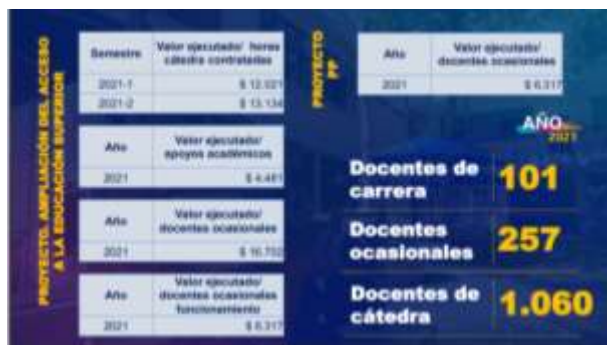 PROYECTO. AMPLIACIÓN DEL ACCESO
A LA EDUCACIÓN SUPERIOR
Semestre
Valor ejecutado/ horas
cátedra contratadas
2021-1
$ 12.021
2021-2
$ 13.134
Año
Valor ejecutado/
apoyos académicos
2021
$ 4.461
Año
Valor ejecutado/
docentes ocasionales
2021
$ 16.702
Año
Valor ejecutado/
docentes ocasionales
funcionamiento
2021
$ 6.317
PROYECTO
PP
Año
Valor ejecutado/
docentes ocasionales
2021
$ 6.317
AÑO
2021
Docentes de
carrera
101
Docentes
ocasionales
257
Docentes de
cátedra
1.060